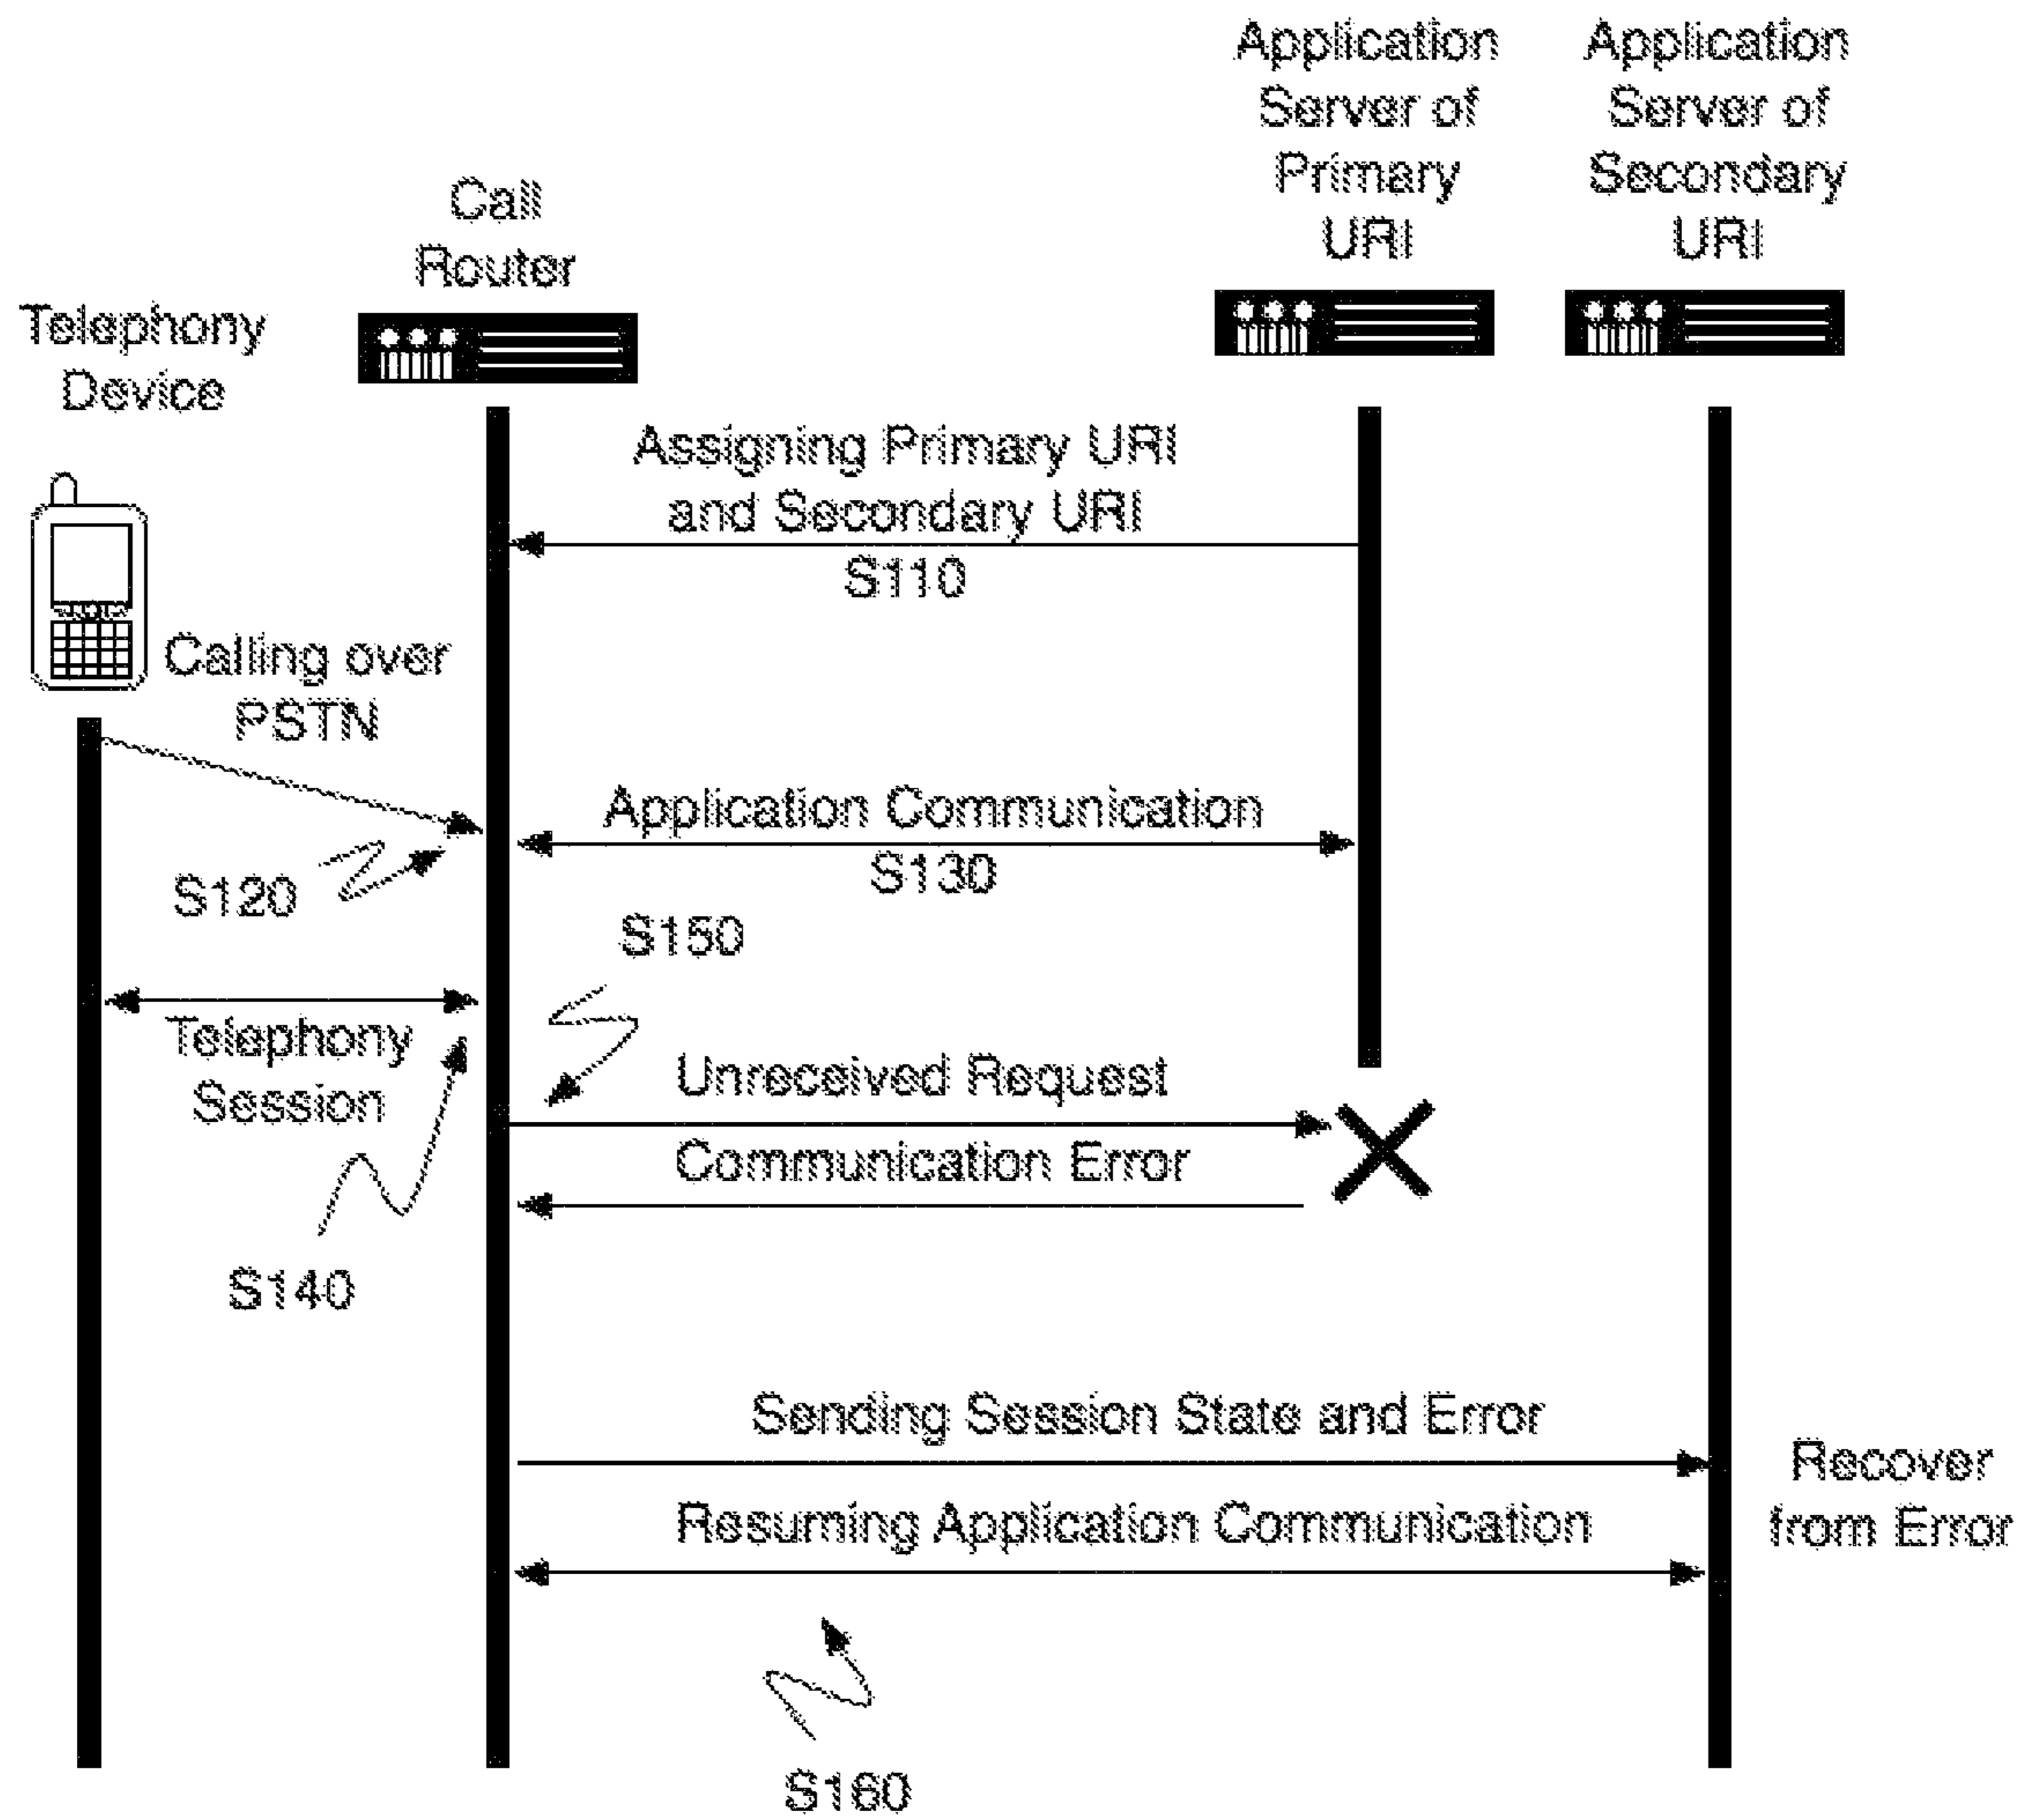 Application
Server of
Primary
URI
Application
Server of
Secondary
URI
Call
Router
Telephony
Device
Assigning Primary URI
and Secondary URI
S110
Calling over
PSTN
Application Communication
S130
S120
S150
Telephony
Session
Unreceived Request
Communication Error
S140
Sending Session State and Error
Recover
from Error
Resuming Application Communication
S160